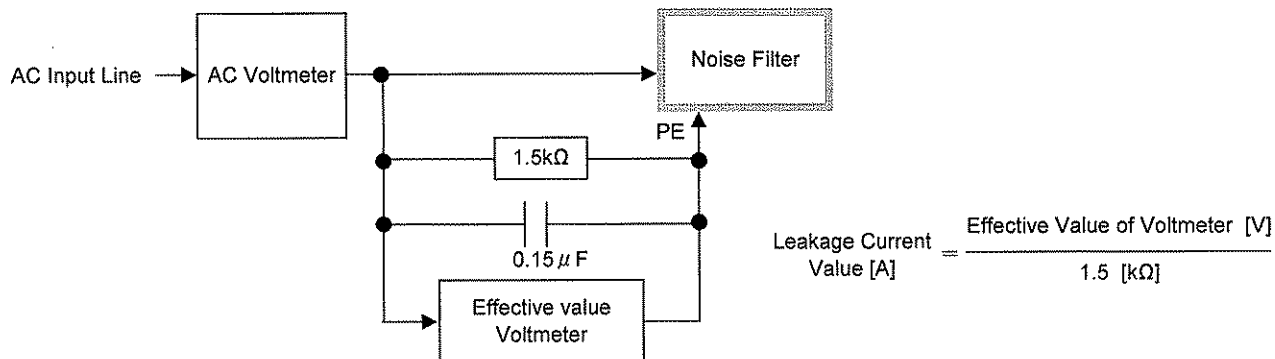 AC Input Line
AC Voltmeter
Noise Filter
PE
1.5kΩ
0.15 μ F
Effective value
Voltmeter
Leakage Current
Value [A]
=
Effective Value of Voltmeter [V]
1.5 [kΩ]